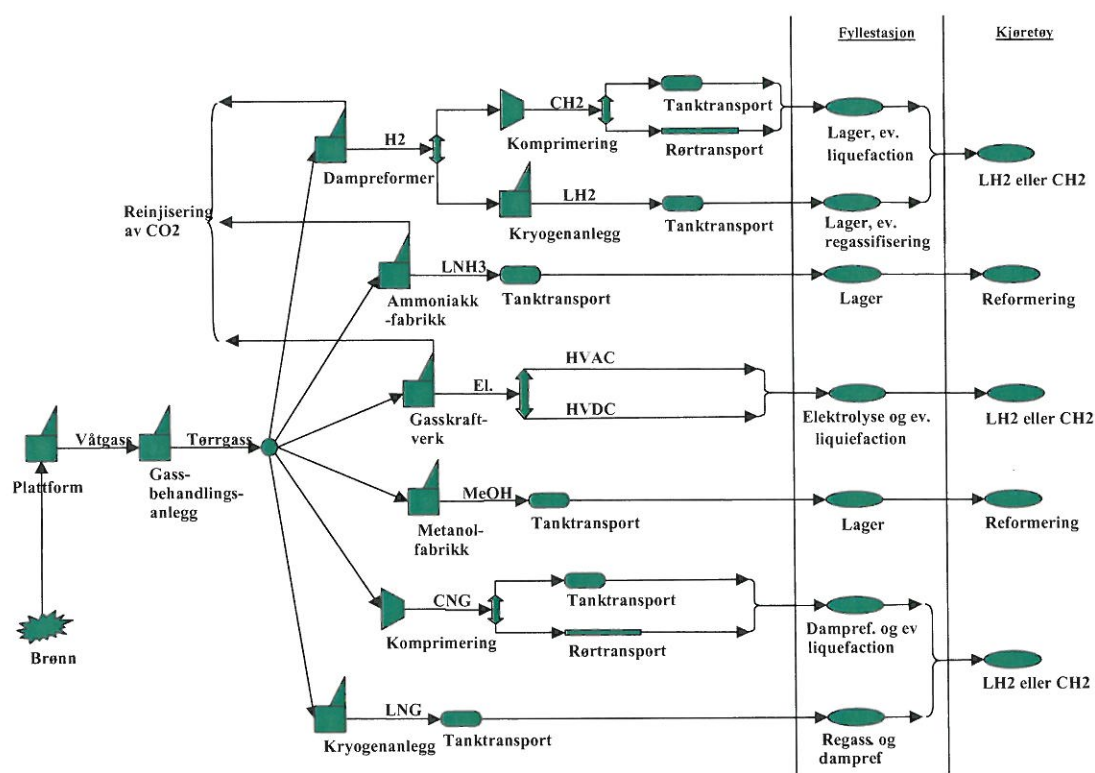 Fyllestasjon
Kjøretøy
CH2
Tanktransport
H2
Komprimering
Rørtransport
Lager, ev.
liquefaction
Dampreformer
LH2 eller CH2
LH2
Reinjisering
av CO2
Kryogenanlegg
Tanktransport
Lager, ev.
regassifisering
LNH3
Ammoniakk
-fabrikk
Tanktransport
Lager
Reformering
HVAC
El.
HVDC
Gasskraft-
verk
Elektrolyse og ev.
liquiefaction
LH2 eller CH2
Våtgass
Tørrgass
Plattform
Gass-
behandlings-
anlegg
MeOH
Metanol-
fabrikk
Tanktransport
Lager
Reformering
CNG
Tanktransport
Komprimering
Rørtransport
Dampref. og ev
liquefaction
Brønn
LH2 eller CH2
LNG
Kryogenanlegg
Tanktransport
Regass. og
dampref